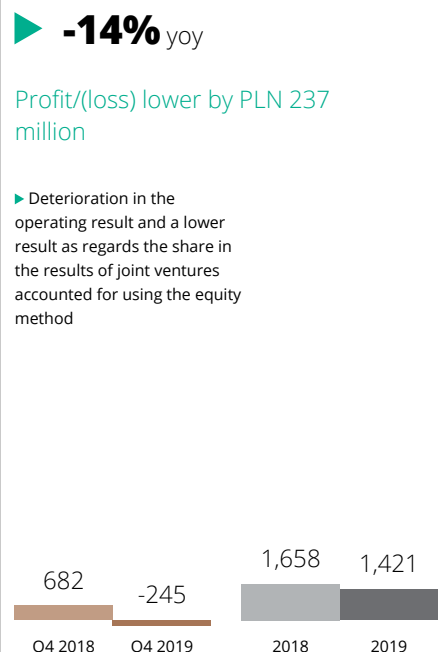 ▶ -14% yoy
Profit/(loss) lower by PLN 237
million
▶ Deterioration in the
operating result and a lower
result as regards the share in
the results of joint ventures
accounted for using the equity
method
682
-245
1,658
1,421
Q4 2018
Q4 2019
2018
2019